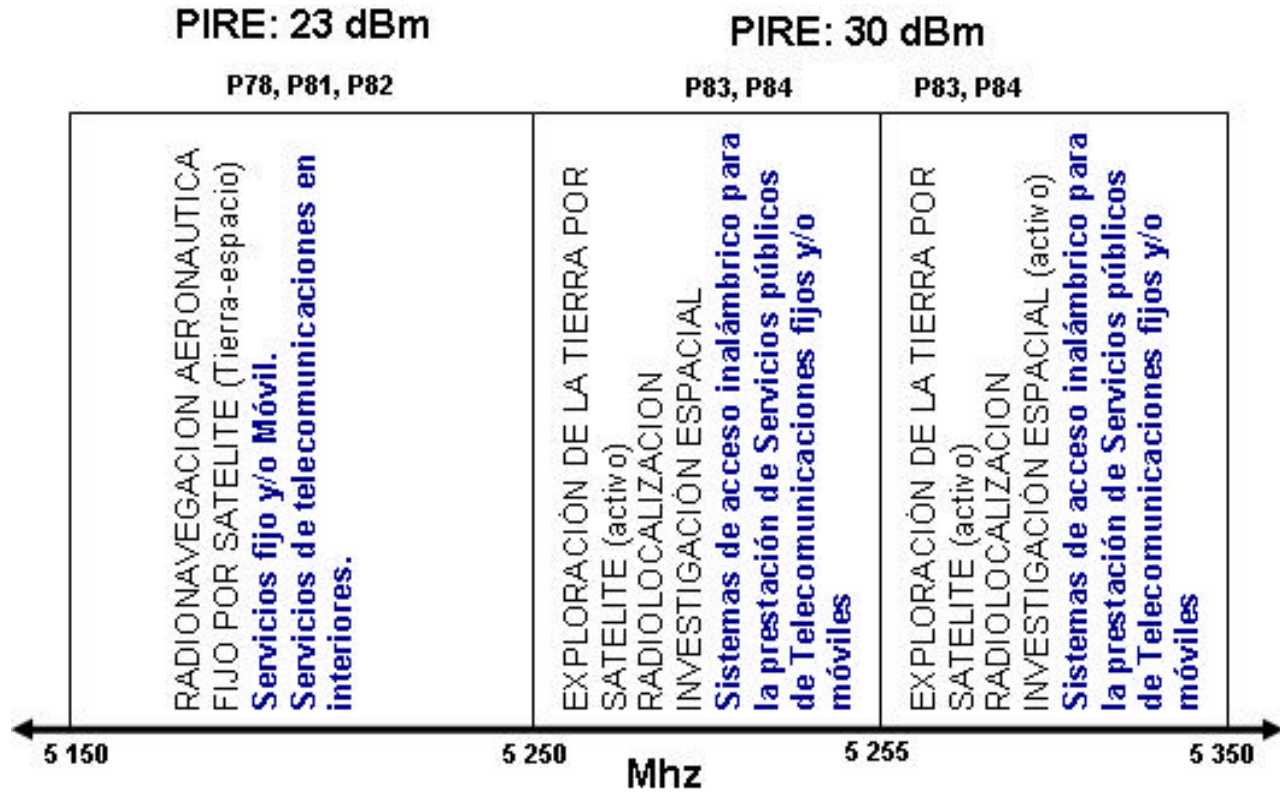 PIRE: 23 dBm
PIRE: 30 dBm
P78, P81, P82
P83, P84
P83, P84
RADIONAVEGACION AERONAUTICA
FIJO POR SATELITE (Tierra-espacio)
Servicios fijo y/o Móvil.
Servicios de telecomunicaciones en
interiores.
EXPLORACIÓN DE LA TIERRA POR
SATELITE (activo)
RADIOLOCALIZACION
INVESTIGACIÓN ESPACIAL
Sistemas de acceso inalámbrico para
la prestación de Servicios públicos
de Telecomunicaciones fijos y/o
móviles
EXPLORACIÓN DE LA TIERRA POR
SATELITE (activo)
RADIOLOCALIZACION
INVESTIGACIÓN ESPACIAL (activo)
Sistemas de acceso inalámbrico para
la prestación de Servicios públicos
de Telecomunicaciones fijos y/o
móviles
5 150
5 250
5 255
5 350
Mhz